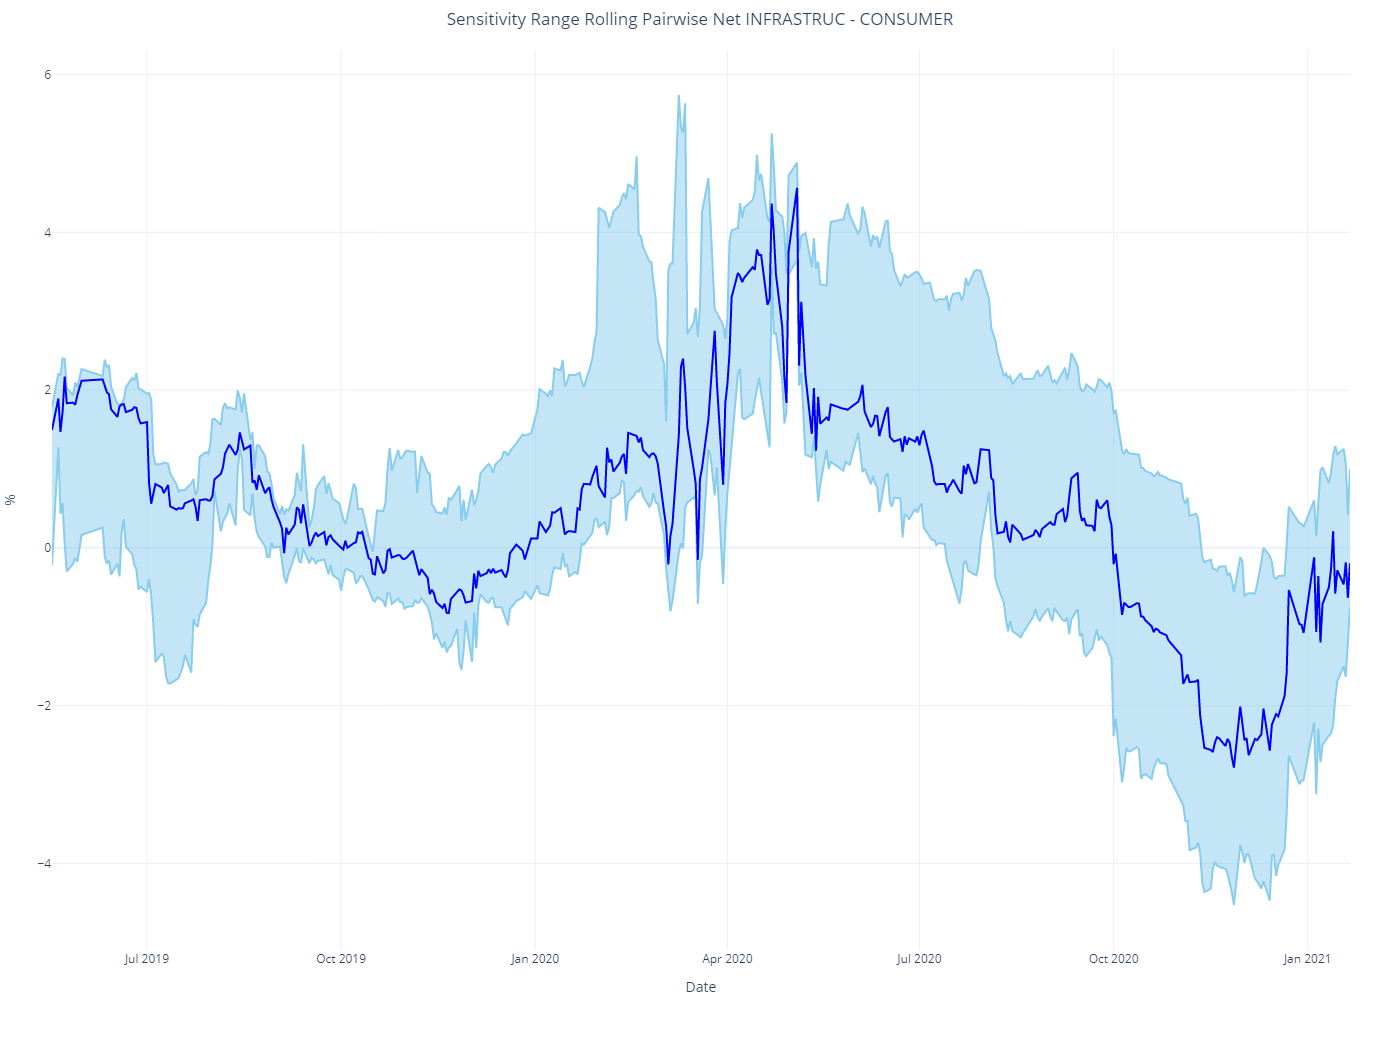 Sensitivity Range Rolling Pairwise Net INFRASTRUC - CONSUMER
6
4
2
0
−2
−4
%
Jul 2019
Oct 2019
Jan 2020
Apr 2020
Jul 2020
Oct 2020
Jan 2021
Date